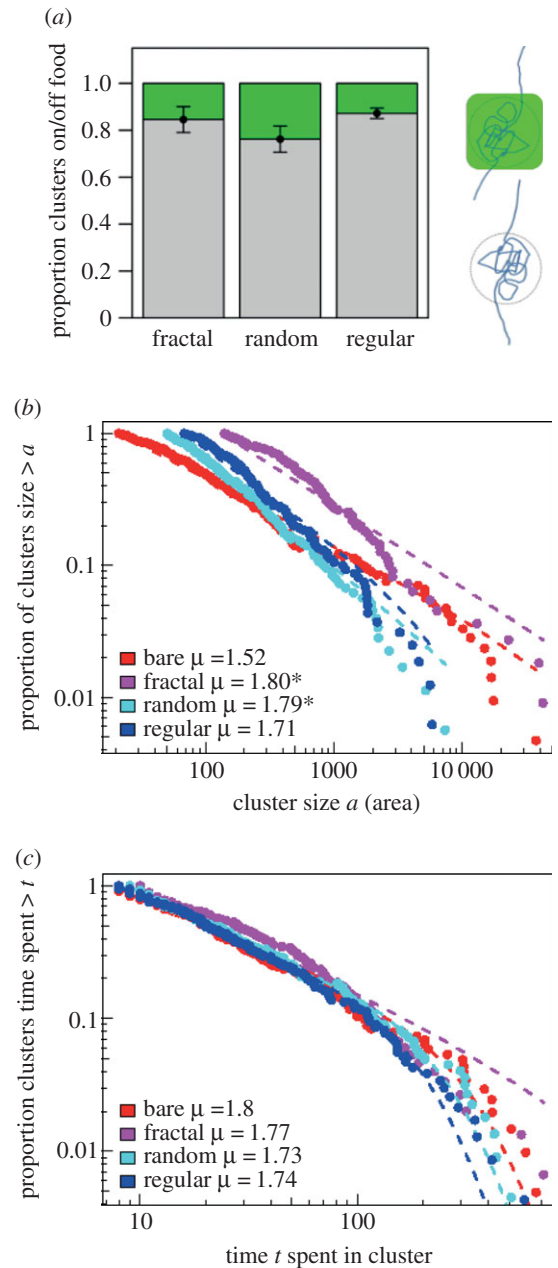 (a)
proportion clusters on/off food
1.0
0.8
0.6
0.4
0.2
0
fractal random regular
(b)
proportion of clusters size > a
1
0.1
0.01
bare μ =1.52
fractal μ = 1.80*
random μ = 1.79*
regular μ = 1.71
100 1000 10 000
cluster size a (area)
(c)
proportion clusters time spent > t
1
0.1
0.01
bare μ =1.8
fractal μ = 1.77
random μ = 1.73
regular μ = 1.74
10 100
time t spent in cluster